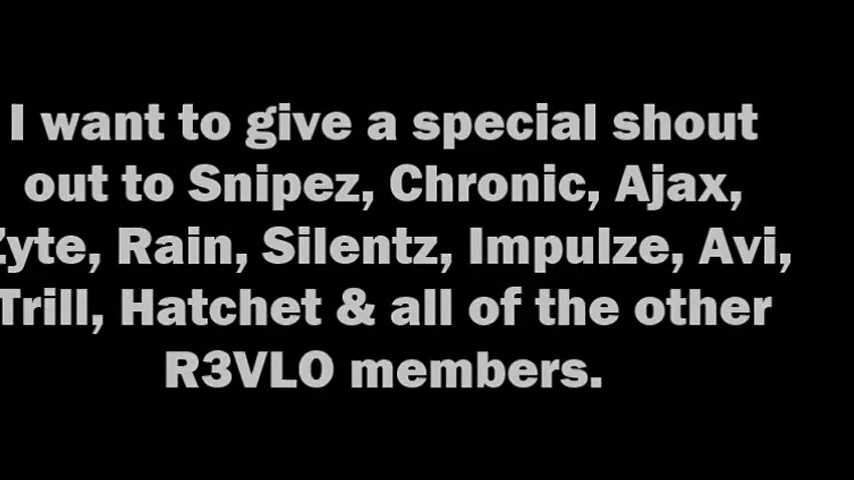 I want to give a special shout
out to Snipez, Chronic, Ajax,
Zyte, Rain, Silentz, Impulze, Avi,
Trill, Hatchet & all of the other
R3VLO members.